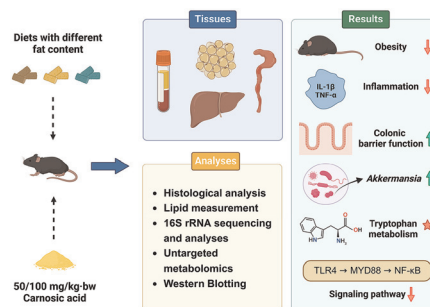 Diets with different
fat content
50/100 mg/kg·bw
Carnosic acid
Tissues
Analyses
• Histological analysis
• Lipid measurement
• 16S rRNA sequencing
and analyses
• Untargeted
metabolomics
• Western Blotting
Results
Obesity
IL-1β
TNF-α
Inflammation
Colonic
barrier function
Akkermansia
OH
O
NH₂
N
H
Tryptophan
metabolism
TLR4 → MYD88 → NF-κB
Signaling pathway